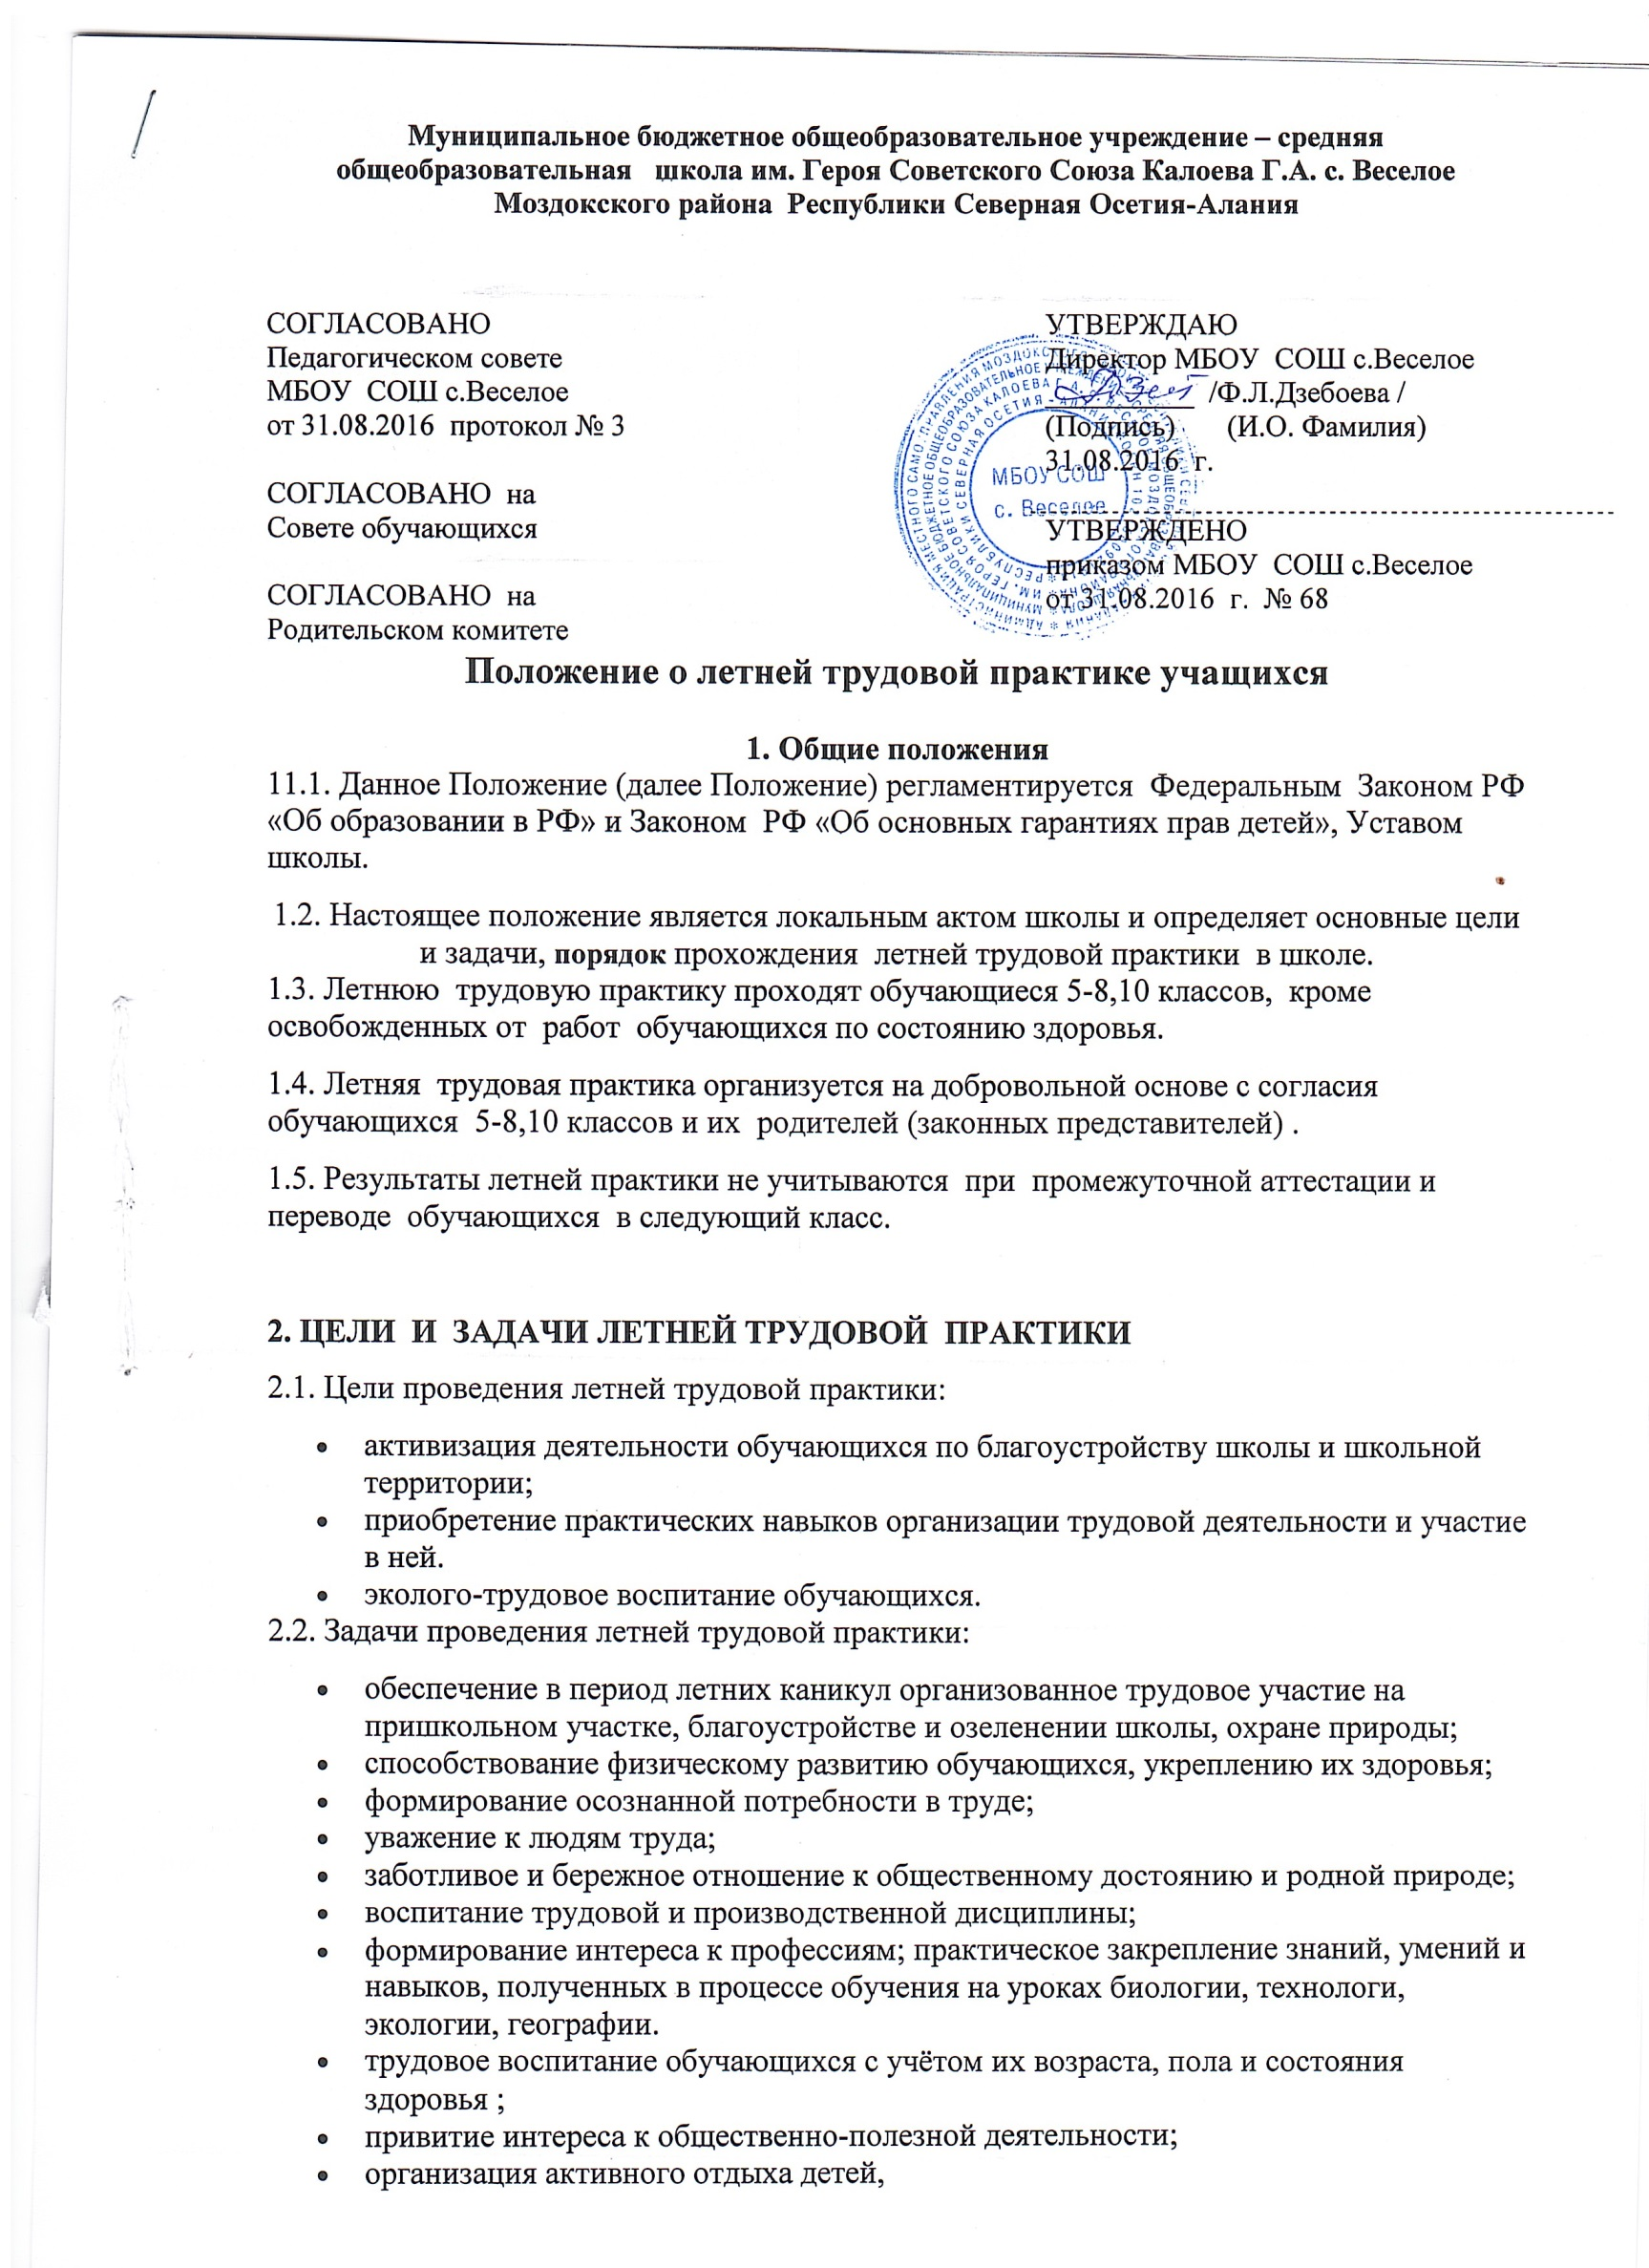 Муниципальное бюджетное общеобразовательное учреждение – средняя
общеобразовательная школа им. Героя Советского Союза Калоева Г.А. с. Веселое
Моздокского района Республики Северная Осетия-Алания
СОГЛАСОВАНО
Педагогическом совете
МБОУ СОШ с.Веселое
от 31.08.2016 протокол № 3
СОГЛАСОВАНО на
Совете обучающихся
СОГЛАСОВАНО на
Родительском комитете
УТВЕРЖДАЮ
Директор МБОУ СОШ с.Веселое
/Ф.Л.Дзебоева /
(Подпись) (И.О. Фамилия)
31.08.2016 г.
УТВЕРЖДЕНО
приказом МБОУ СОШ с.Веселое
от 31.08.2016 г. № 68
МБОУ СОШ
с. Веселое
Положение о летней трудовой практике учащихся
1. Общие положения
11.1. Данное Положение (далее Положение) регламентируется Федеральным Законом РФ
«Об образовании в РФ» и Законом РФ «Об основных гарантиях прав детей», Уставом
школы.
1.2. Настоящее положение является локальным актом школы и определяет основные цели
и задачи, порядок прохождения летней трудовой практики в школе.
1.3. Летнюю трудовую практику проходят обучающиеся 5-8,10 классов, кроме
освобожденных от работ обучающихся по состоянию здоровья.
1.4. Летняя трудовая практика организуется на добровольной основе с согласия
обучающихся 5-8,10 классов и их родителей (законных представителей) .
1.5. Результаты летней практики не учитываются при промежуточной аттестации и
переводе обучающихся в следующий класс.
2. ЦЕЛИ И ЗАДАЧИ ЛЕТНЕЙ ТРУДОВОЙ ПРАКТИКИ
2.1. Цели проведения летней трудовой практики:
• активизация деятельности обучающихся по благоустройству школы и школьной
территории;
• приобретение практических навыков организации трудовой деятельности и участие
в ней.
• эколого-трудовое воспитание обучающихся.
2.2. Задачи проведения летней трудовой практики:
• обеспечение в период летних каникул организованное трудовое участие на
пришкольном участке, благоустройстве и озеленении школы, охране природы;
• способствование физическому развитию обучающихся, укреплению их здоровья;
• формирование осознанной потребности в труде;
• уважение к людям труда;
• заботливое и бережное отношение к общественному достоянию и родной природе;
• воспитание трудовой и производственной дисциплины;
• формирование интереса к профессиям; практическое закрепление знаний, умений и
навыков, полученных в процессе обучения на уроках биологии, технологи,
экологии, географии.
• трудовое воспитание обучающихся с учётом их возраста, пола и состояния
здоровья ;
• привитие интереса к общественно-полезной деятельности;
• организация активного отдыха детей,